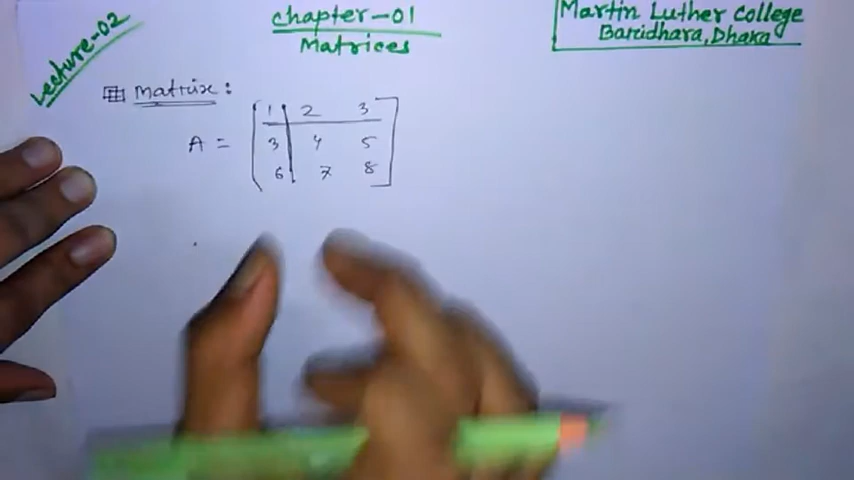 Lecture-02
Chapter-01
Matrices
Martin Luther College
Baridhara, Dhaka
Matrix:
A =
1 2 3
3 4 5
6 7 8